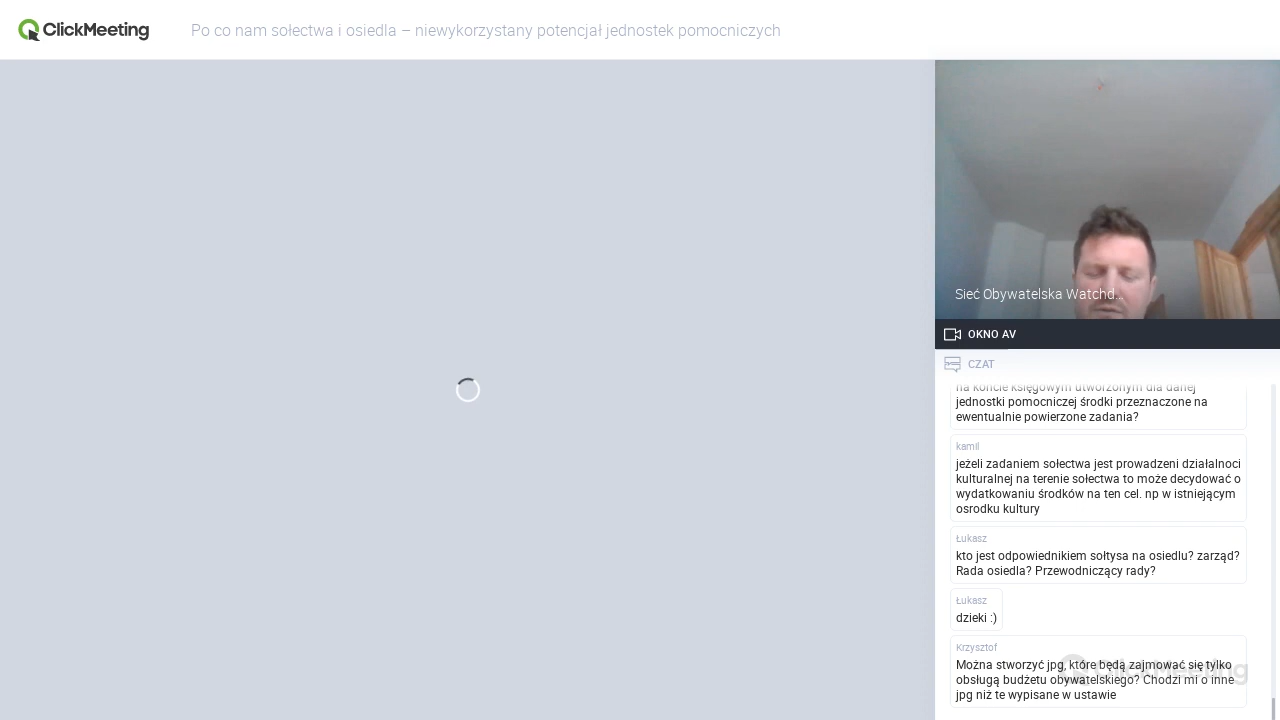 ClickMeeting
Po co nam sołectwa i osiedla – niewykorzystany potencjał jednostek pomocniczych
Sieć Obywatelska Watchd...
OKNO AV
CZAT
na koncie księgowym utworzonym dla danej
jednostki pomocniczej środki przeznaczone na
ewentualnie powierzone zadania?
kamil
jeżeli zadaniem sołectwa jest prowadzeni działalnoci
kulturalnej na terenie sołectwa to może decydować o
wydatkowaniu środków na ten cel. np w istniejącym
osrodku kultury
Łukasz
kto jest odpowiednikiem sołtysa na osiedlu? zarząd?
Rada osiedla? Przewodniczący rady?
Łukasz
dzieki :)
Krzysztof
Można stworzyć jpg, które będą zajmować się tylko
obsługą budżetu obywatelskiego? Chodzi mi o inne
jpg niż te wypisane w ustawie
ClickMeeting